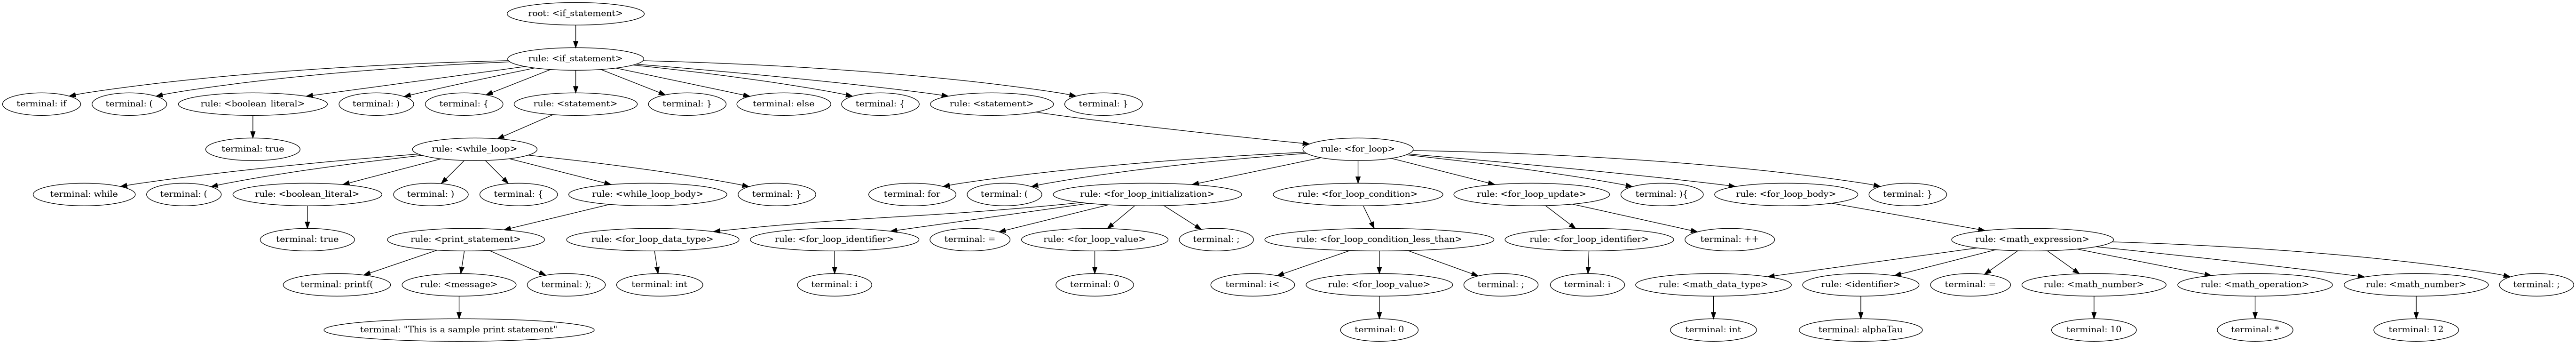 root: <if_statement>
rule: <if_statement>
terminal: if
terminal: (
rule: <boolean_literal>
terminal: )
terminal: {
rule: <statement>
terminal: }
terminal: else
terminal: {
rule: <statement>
terminal: }
terminal: true
rule: <while_loop>
rule: <for_loop>
terminal: while
terminal: (
rule: <boolean_literal>
terminal: )
terminal: {
rule: <while_loop_body>
terminal: }
terminal: for
terminal: (
rule: <for_loop_initialization>
rule: <for_loop_condition>
rule: <for_loop_update>
terminal: ){
rule: <for_loop_body>
terminal: }
terminal: true
rule: <print_statement>
rule: <for_loop_data_type>
rule: <for_loop_identifier>
terminal: =
rule: <for_loop_value>
terminal: ;
rule: <for_loop_condition_less_than>
rule: <for_loop_identifier>
terminal: ++
rule: <math_expression>
terminal: printf(
rule: <message>
terminal: );
terminal: int
terminal: i
terminal: 0
terminal: i<
rule: <for_loop_value>
terminal: ;
terminal: i
rule: <math_data_type>
rule: <identifier>
terminal: =
rule: <math_number>
rule: <math_operation>
rule: <math_number>
terminal: ;
terminal: "This is a sample print statement"
terminal: 0
terminal: int
terminal: alphaTau
terminal: 10
terminal: *
terminal: 12